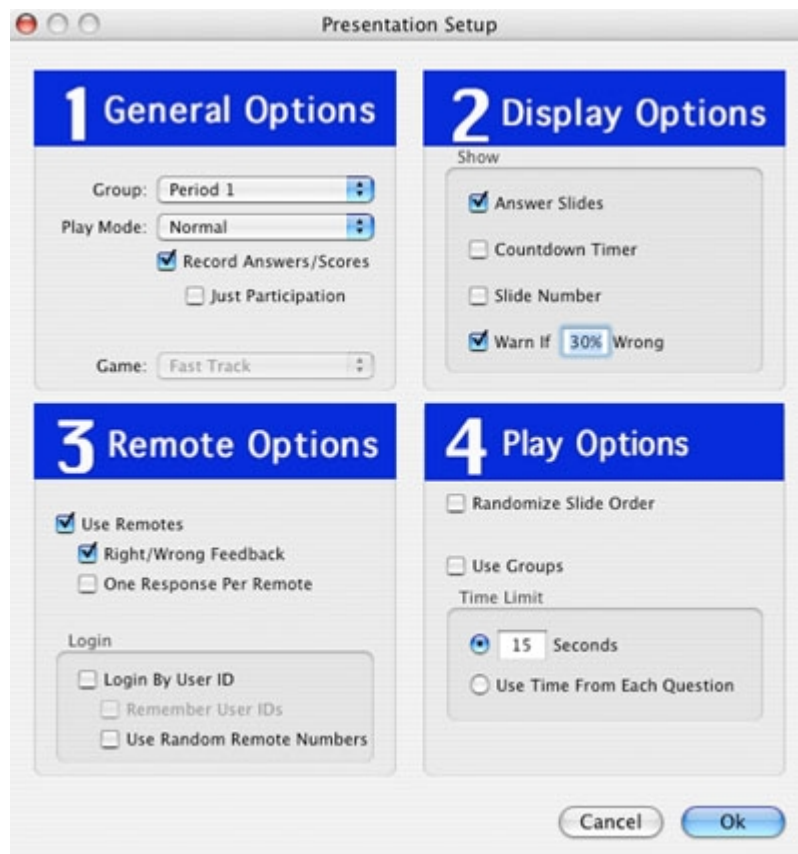 Presentation Setup
1 General Options
Group: Period 1
Play Mode: Normal
Record Answers/Scores
Just Participation
Game: Fast Track
2 Display Options
Show
Answer Slides
Countdown Timer
Slide Number
Warn If 30% Wrong
3 Remote Options
Use Remotes
Right/Wrong Feedback
One Response Per Remote
Login
Login By User ID
Remember User IDs
Use Random Remote Numbers
4 Play Options
Randomize Slide Order
Use Groups
Time Limit
15 Seconds
Use Time From Each Question
Cancel
Ok